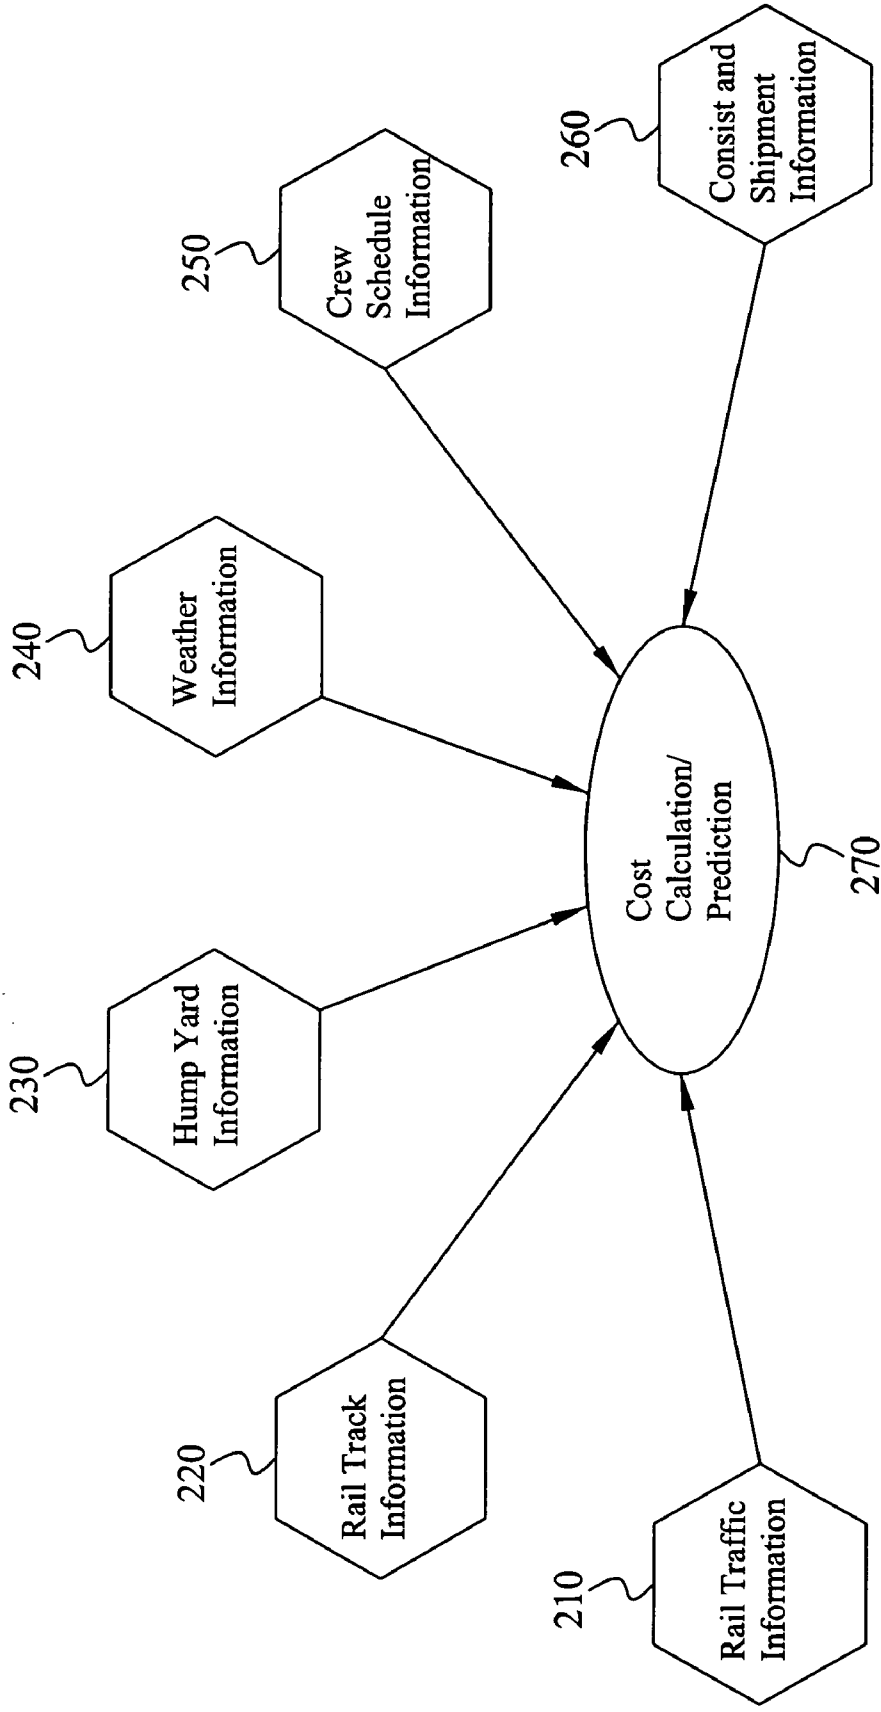 210
Rail Traffic
Information
220
Rail Track
Information
230
Hump Yard
Information
240
Weather
Information
250
Crew
Schedule
Information
260
Consist and
Shipment
Information
Cost
Calculation/
Prediction
270